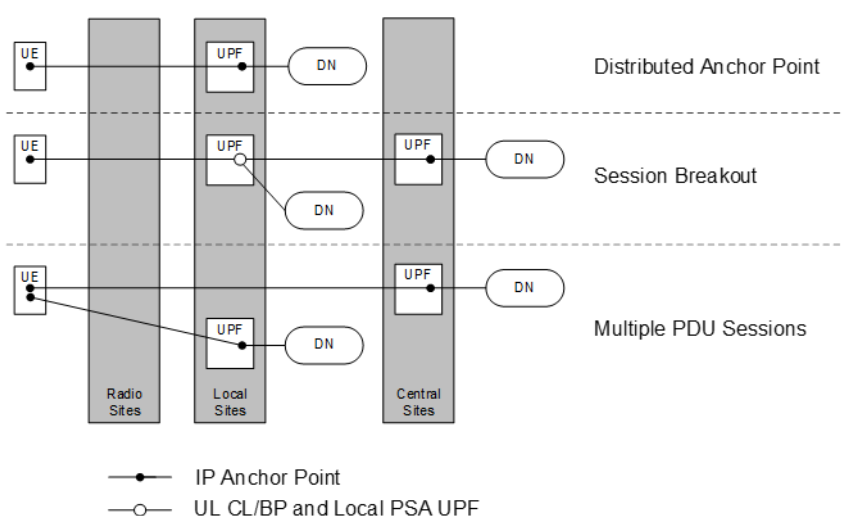 UE
UPF
DN
Distributed Anchor Point
UE
UPF
UPF
DN
Session Breakout
DN
UE
UPF
DN
Multiple PDU Sessions
UPF
DN
Radio
Sites
Local
Sites
Central
Sites
IP Anchor Point
UL CL/BP and Local PSA UPF